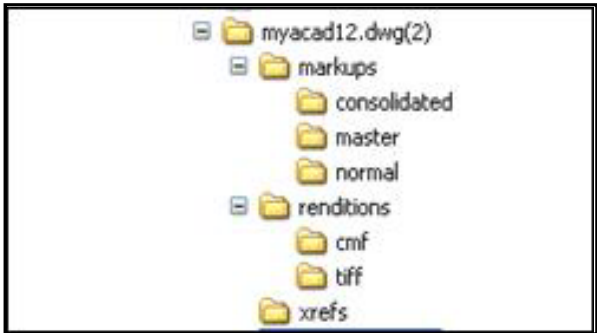 myacad12.dwg(2)
markups
consolidated
master
normal
renditions
cmf
tiff
xrefs